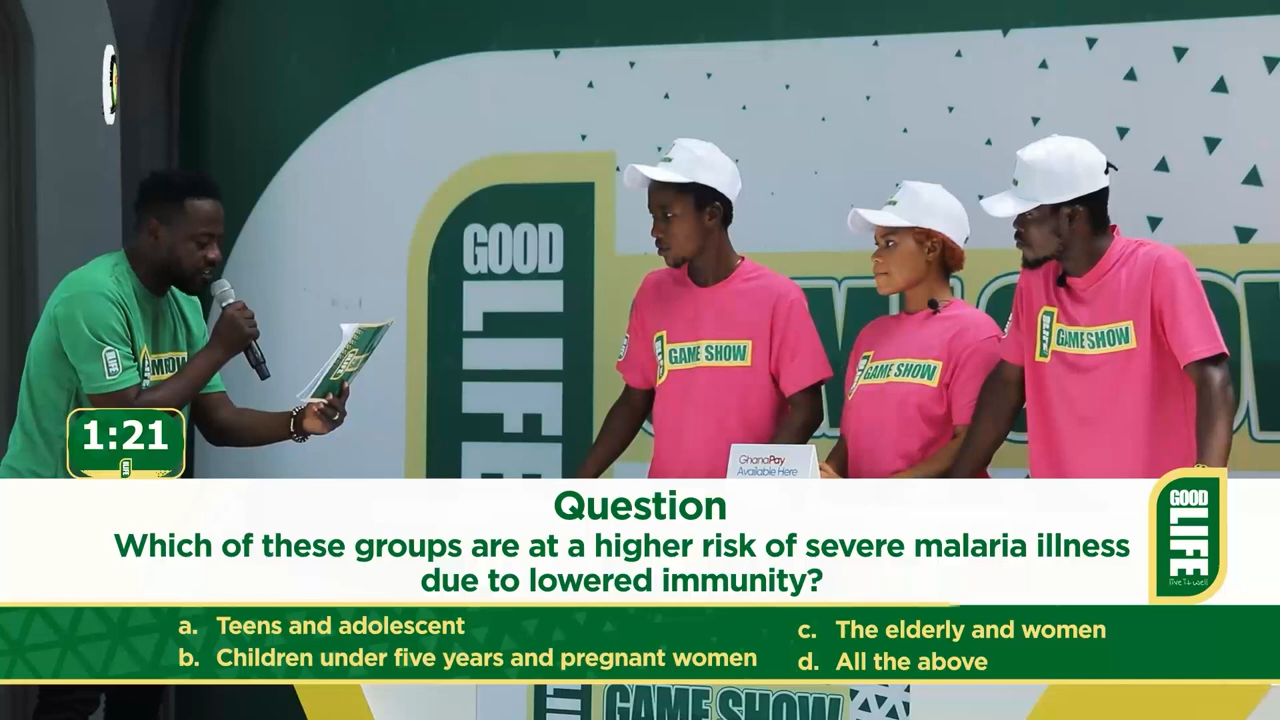 GOOD
LIFE
GAME SHOW
GAME SHOW
GAME SHOW
GhanaPay
Available Here
1:21
Question
Which of these groups are at a higher risk of severe malaria illness
due to lowered immunity?
GOOD
LIFE
live it well
a. Teens and adolescent
b. Children under five years and pregnant women
c. The elderly and women
d. All the above
GAME SHOW